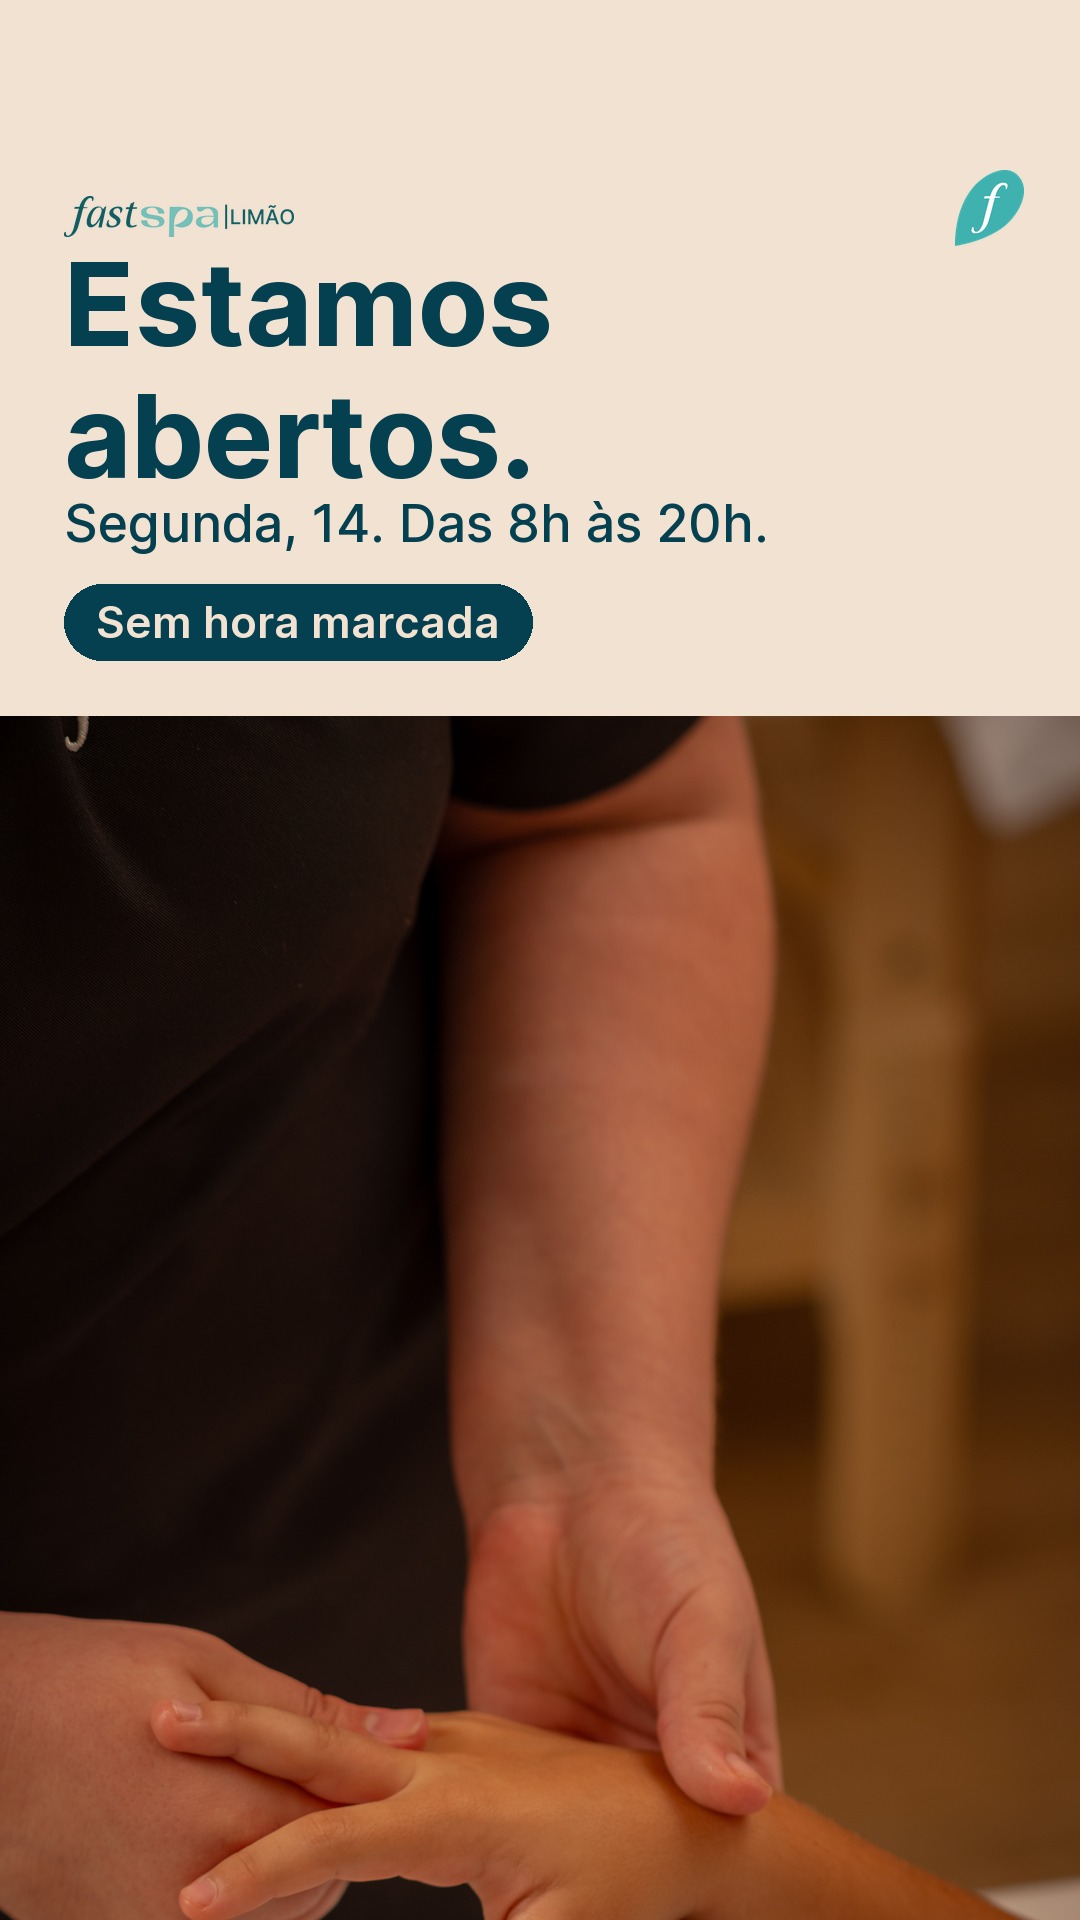 fastspa|LIMÃO
f
Estamos
abertos.
Segunda, 14. Das 8h às 20h.
Sem hora marcada